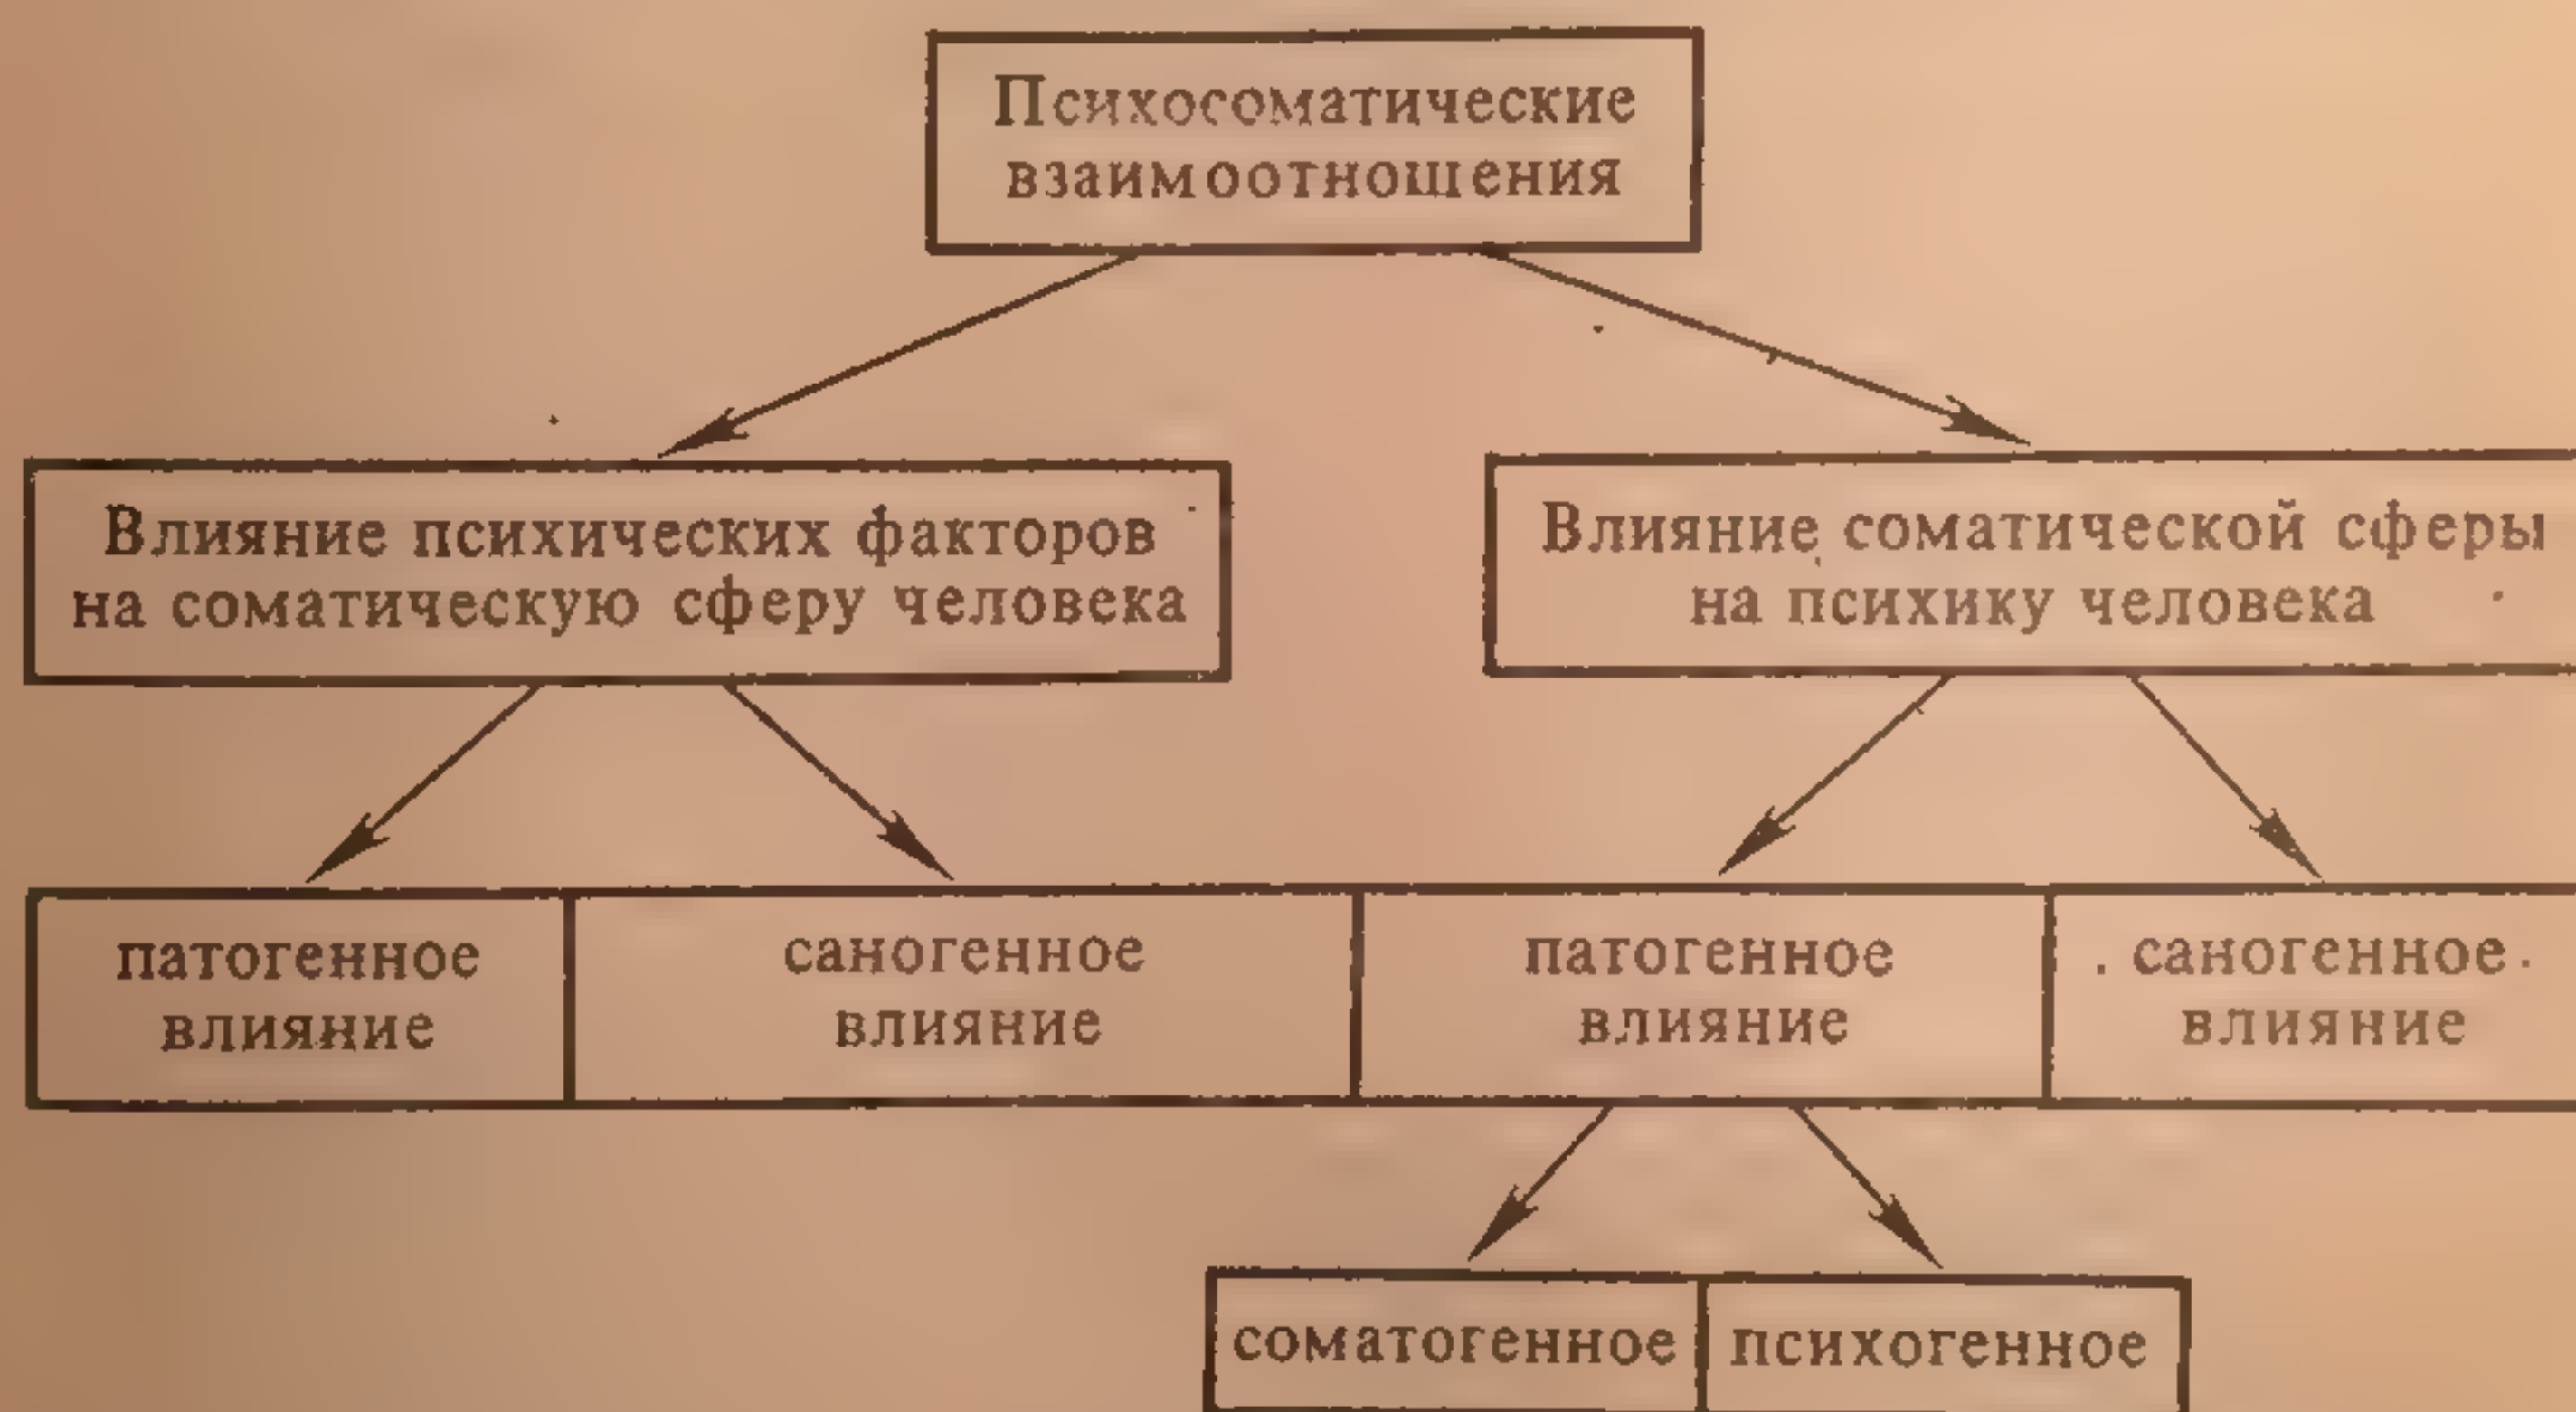 Психосоматические
взаимоотношения
Влияние психических факторов
на соматическую сферу человека
Влияние соматической сферы
на психику человека
патогенное
влияние
саногенное
влияние
патогенное
влияние
саногенное
влияние
соматогенное
психогенное